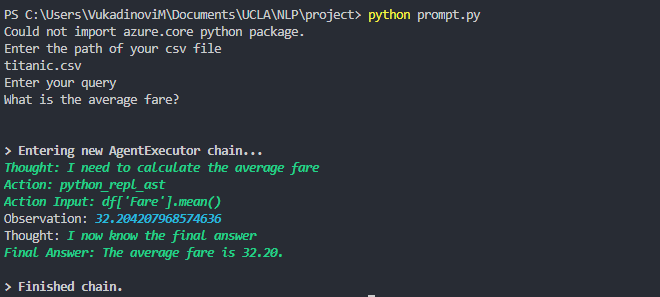 PS C:\Users\VukadinoviM\Documents\UCLA\NLP\project> python prompt.py
Could not import azure.core python package.
Enter the path of your csv file
titanic.csv
Enter your query
What is the average fare?
> Entering new AgentExecutor chain...
Thought: I need to calculate the average fare
Action: python_repl_ast
Action Input: df['Fare'].mean()
Observation: 32.204207968574636
Thought: I now know the final answer
Final Answer: The average fare is 32.20.
> Finished chain.